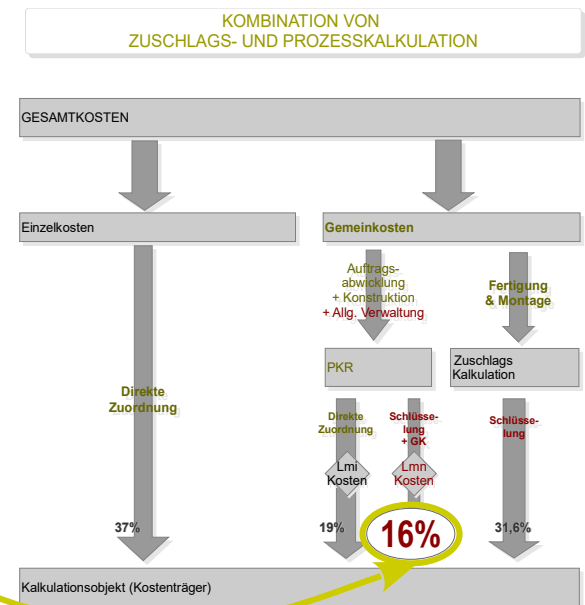 KOMBINATION VON
ZUSCHLAGS- UND PROZESSKALKULATION
GESAMTKOSTEN
Einzelkosten
Gemeinkosten
Auftrags-
abwicklung
+ Konstruktion
+ Allg. Verwaltung
Fertigung
& Montage
PKR
Zuschlags
Kalkulation
Direkte
Zuordnung
Direkte
Zuordnung
Schlüsse-
lung
+ GK
Schlüsse-
lung
Lmi
Kosten
Lmn
Kosten
37%
19%
16%
31,6%
Kalkulationsobjekt (Kostenträger)